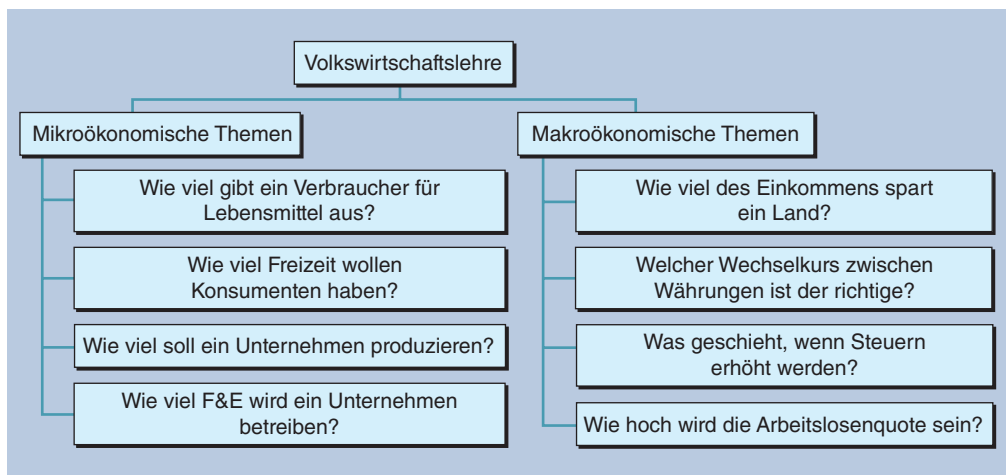 Volkswirtschaftslehre
Mikroökonomische Themen
Wie viel gibt ein Verbraucher für
Lebensmittel aus?
Wie viel Freizeit wollen
Konsumenten haben?
Wie viel soll ein Unternehmen produzieren?
Wie viel F&E wird ein Unternehmen
betreiben?
Makroökonomische Themen
Wie viel des Einkommens spart
ein Land?
Welcher Wechselkurs zwischen
Währungen ist der richtige?
Was geschieht, wenn Steuern
erhöht werden?
Wie hoch wird die Arbeitslosenquote sein?